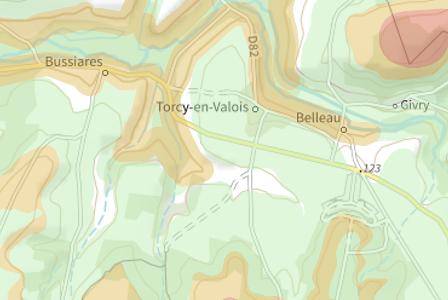 D82
Bussiares
Torcy-en-Valois
Givry
Belleau
123